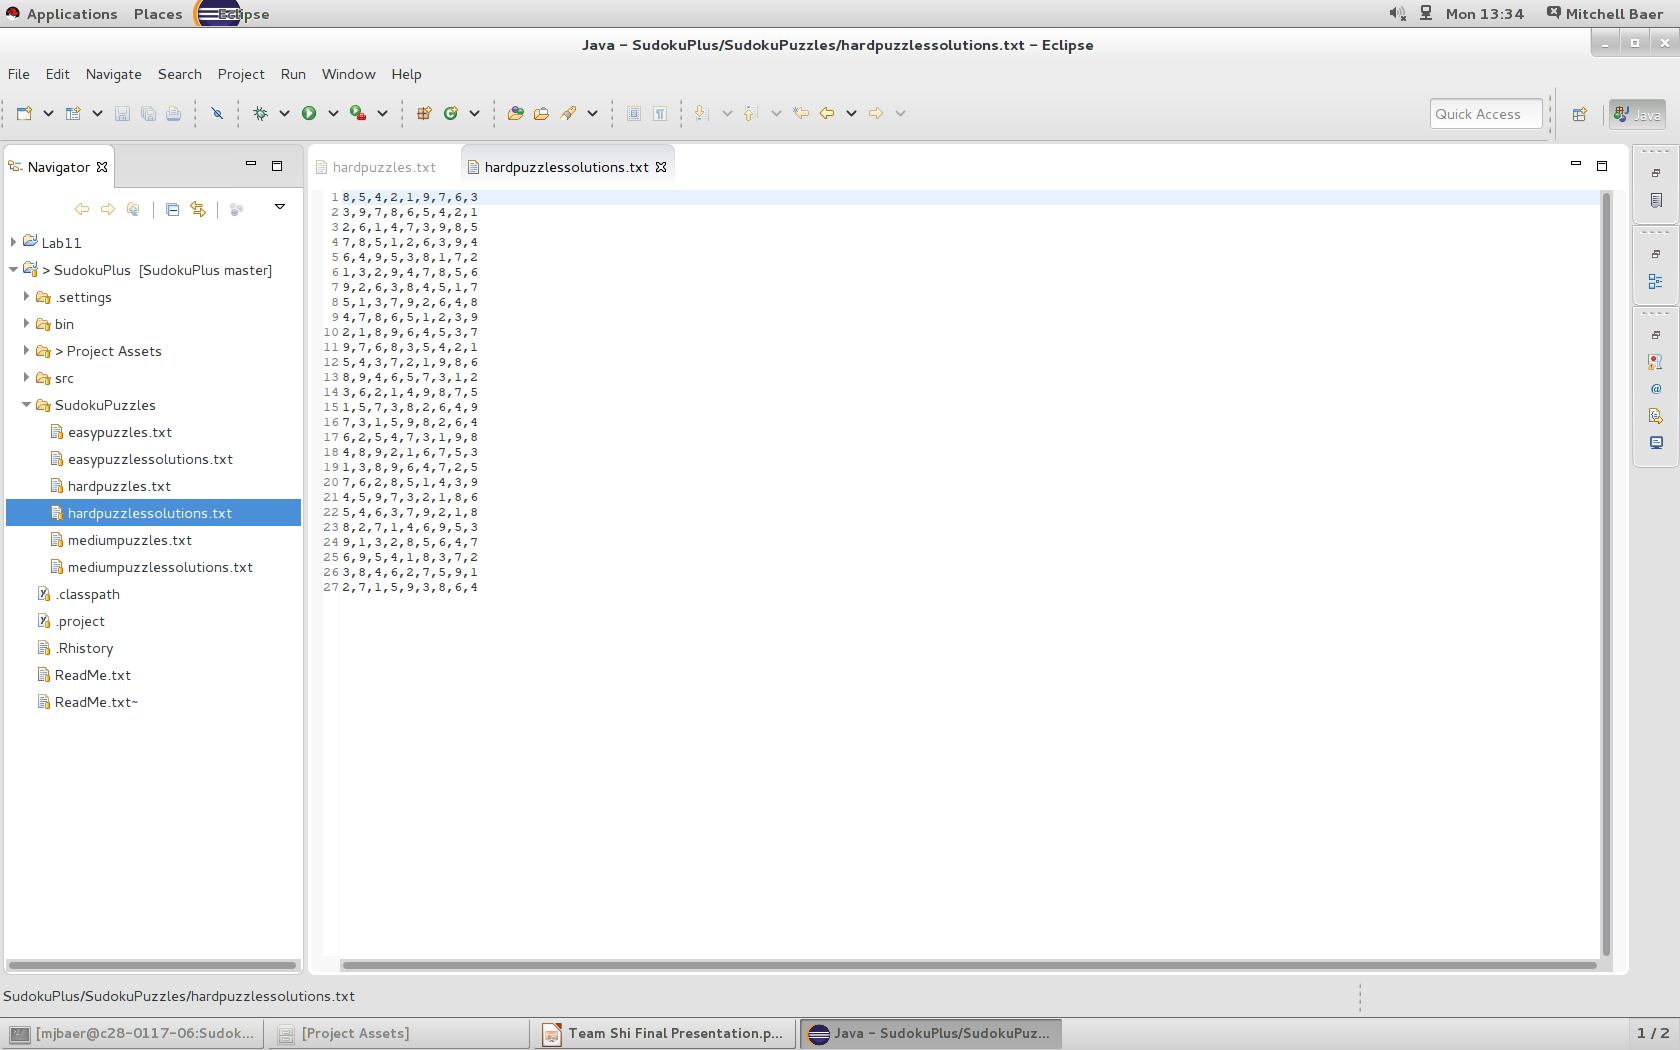 Applications Places Eclipse Mon 13:34 Mitchell Baer
Java - SudokuPlus/SudokuPuzzles/hardpuzzlessolutions.txt - Eclipse
File Edit Navigate Search Project Run Window Help
Quick Access Java
Navigator
hardpuzzles.txt hardpuzzlessolutions.txt
Lab11
> SudokuPlus [SudokuPlus master]
.settings
bin
> Project Assets
src
SudokuPuzzles
easypuzzles.txt
easypuzzlessolutions.txt
hardpuzzles.txt
hardpuzzlessolutions.txt
mediumpuzzles.txt
mediumpuzzlessolutions.txt
.classpath
.project
.Rhistory
ReadMe.txt
ReadMe.txt~
1 8,5,4,2,1,9,7,6,3
2 3,9,7,8,6,5,4,2,1
3 2,6,1,4,7,3,9,8,5
4 7,8,5,1,2,6,3,9,4
5 6,4,9,5,3,8,1,7,2
6 1,3,2,9,4,7,8,5,6
7 9,2,6,3,8,4,5,1,7
8 5,1,3,7,9,2,6,4,8
9 4,7,8,6,5,1,2,3,9
10 2,1,8,9,6,4,5,3,7
11 9,7,6,8,3,5,4,2,1
12 5,4,3,7,2,1,9,8,6
13 8,9,4,6,5,7,3,1,2
14 3,6,2,1,4,9,8,7,5
15 1,5,7,3,8,2,6,4,9
16 7,3,1,5,9,8,2,6,4
17 6,2,5,4,7,3,1,9,8
18 4,8,9,2,1,6,7,5,3
19 1,3,8,9,6,4,7,2,5
20 7,6,2,8,5,1,4,3,9
21 4,5,9,7,3,2,1,8,6
22 5,4,6,3,7,9,2,1,8
23 8,2,7,1,4,6,9,5,3
24 9,1,3,2,8,5,6,4,7
25 6,9,5,4,1,8,3,7,2
26 3,8,4,6,2,7,5,9,1
27 2,7,1,5,9,3,8,6,4
SudokuPlus/SudokuPuzzles/hardpuzzlessolutions.txt
[mjbaer@c28-0117-06:Sudok... [Project Assets] Team Shi Final Presentation.p... Java - SudokuPlus/SudokuPuz... 1 / 2